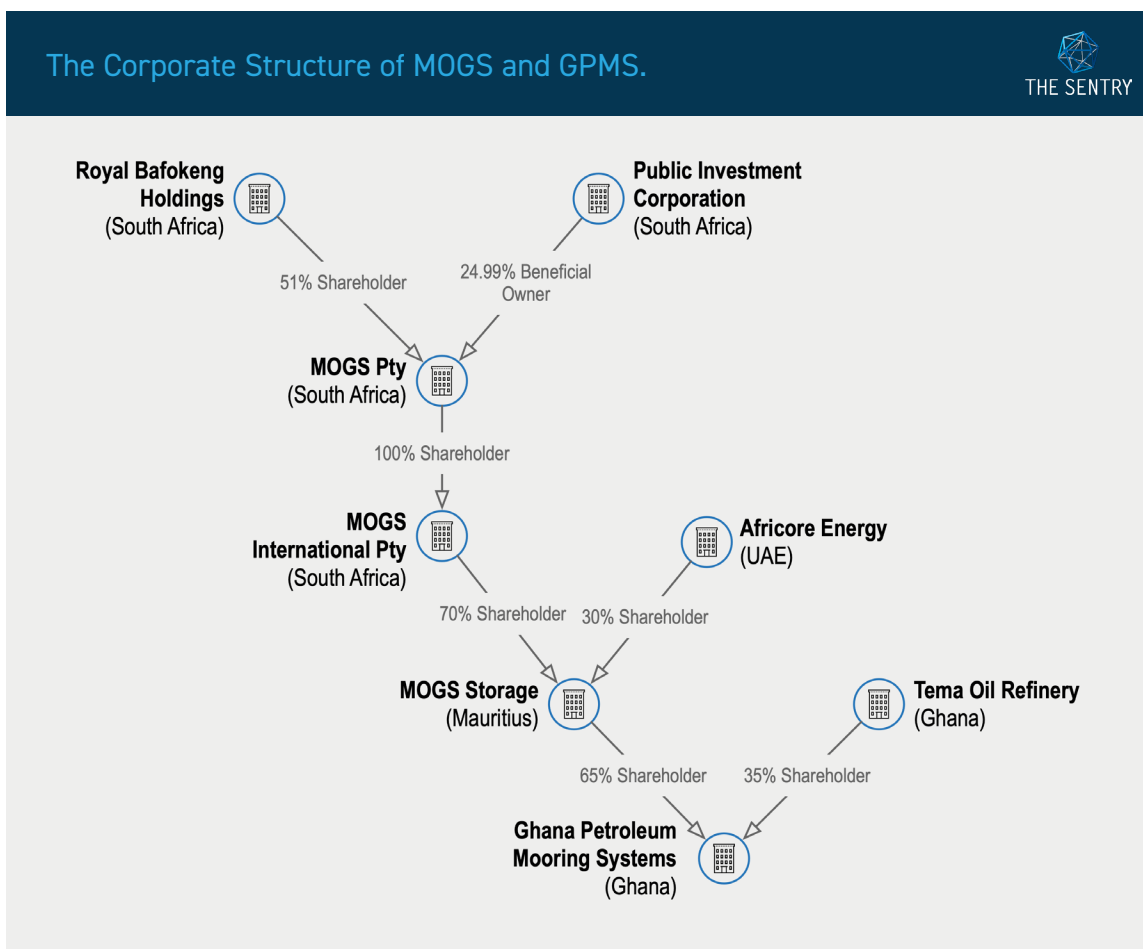 The Corporate Structure of MOGS and GPMS.
THE SENTRY
Royal Bafokeng
Holdings
(South Africa)
Public Investment
Corporation
(South Africa)
51% Shareholder
24.99% Beneficial
Owner
MOGS Pty
(South Africa)
100% Shareholder
MOGS
International Pty
(South Africa)
Africore Energy
(UAE)
70% Shareholder
30% Shareholder
MOGS Storage
(Mauritius)
Tema Oil Refinery
(Ghana)
65% Shareholder
35% Shareholder
Ghana Petroleum
Mooring Systems
(Ghana)